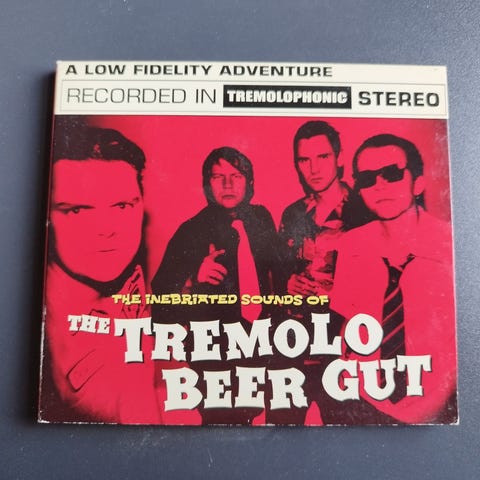 A LOW FIDELITY ADVENTURE
RECORDED IN TREMOLOPHONIC STEREO
THE INEBRIATED SOUNDS OF
THE TREMOLO
BEER GUT